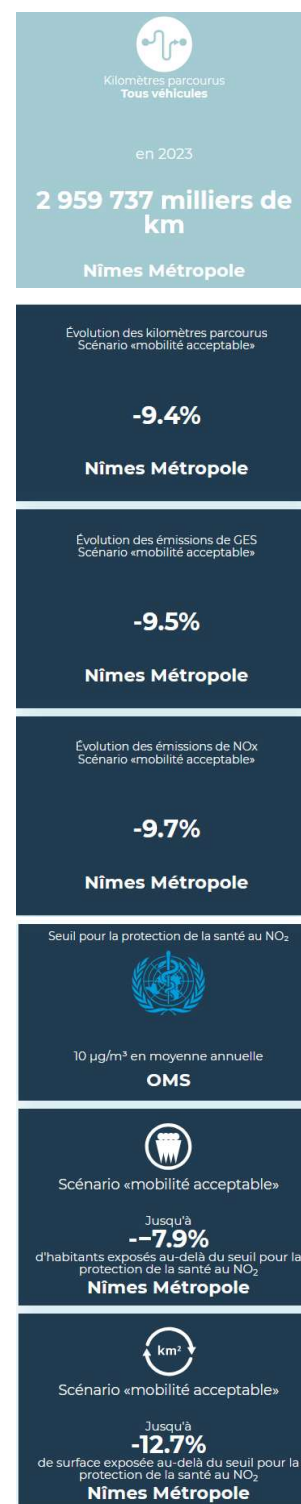 Kilomètres parcourus
Tous véhicules
en 2023
2 959 737 milliers de
km
Nîmes Métropole
Évolution des kilomètres parcourus
Scénario «mobilité acceptable»
-9.4%
Nîmes Métropole
Évolution des émissions de GES
Scénario «mobilité acceptable»
-9.5%
Nîmes Métropole
Évolution des émissions de NOx
Scénario «mobilité acceptable»
-9.7%
Nîmes Métropole
Seuil pour la protection de la santé au NO₂
10 µg/m³ en moyenne annuelle
OMS
Scénario «mobilité acceptable»
Jusqu'à
-−7.9%
d'habitants exposés au-delà du seuil pour la
protection de la santé au NO₂
Nîmes Métropole
km²
Scénario «mobilité acceptable»
Jusqu'à
-12.7%
de surface exposée au-delà du seuil pour la
protection de la santé au NO₂
Nîmes Métropole